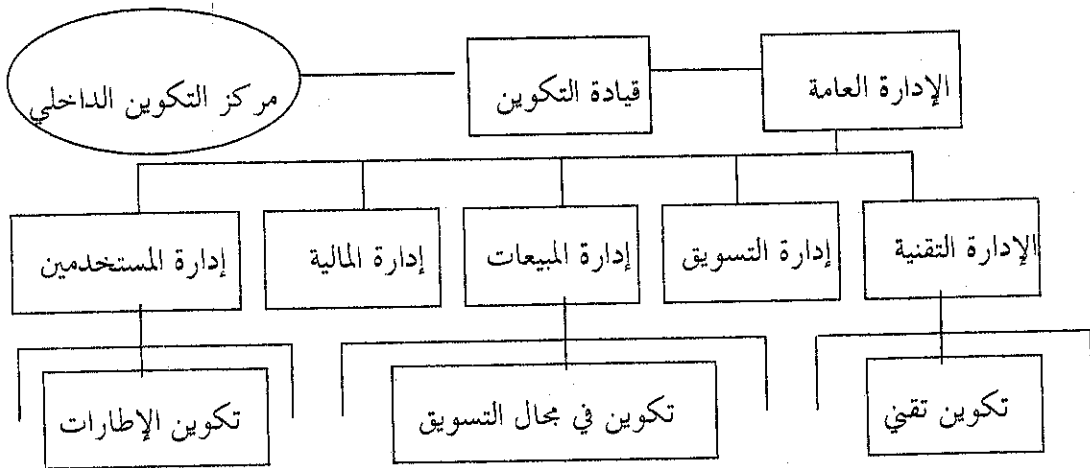 الإدارة العامة
قيادة التكوين
مركز التكوين الداخلي
الإدارة التقنية
إدارة التسويق
إدارة المبيعات
إدارة المالية
إدارة المستخدمين
تكوين تقني
تكوين في مجال التسويق
تكوين الإطارات